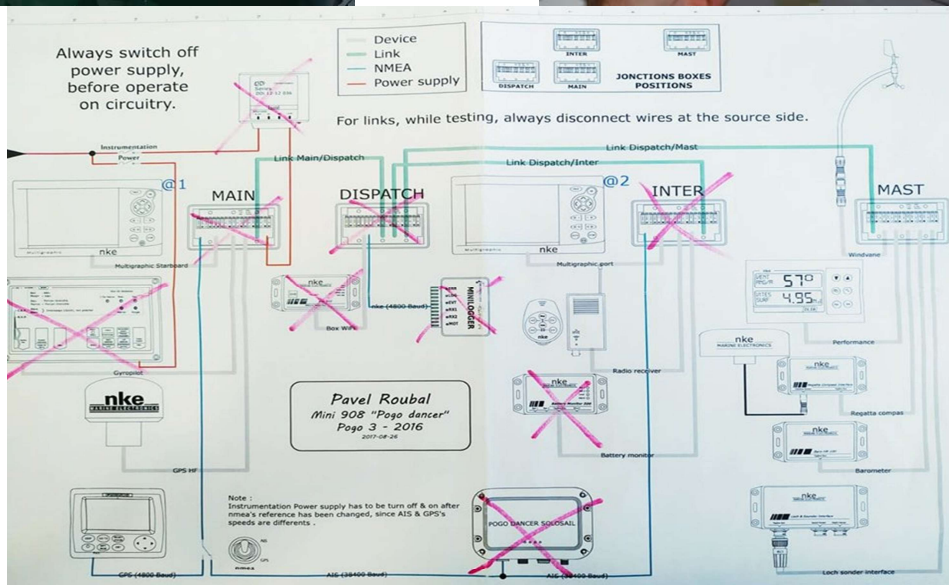 Always switch off
power supply,
before operate
on circuitry.
Device
Link
NMEA
Power supply
INTER
MAST
DISPATCH
MAIN
JONCTIONS BOXES
POSITIONS
For links, while testing, always disconnect wires at the source side.
Instrumentation
Power
Link Main/Dispatch
Link Dispatch/Mast
Link Dispatch/Inter
@1
MAIN
DISPATCH
@2
INTER
MAST
nke
Multigraphic Starboard
nke
Multigraphic port
Windvane
nke
Box Wifi
nke (4800 Baud)
MINILOGGER
nke
57°
4.95
Performance
nke
MARINE ELECTRONICS
Gyropilot
Radio receiver
nke
Regatta compas
nke
MARINE ELECTRONICS
Pavel Roubal
Mini 908 "Pogo dancer"
Pogo 3 - 2016
2017-08-26
nke
Battery monitor
nke
Barometer
GPS HF
Note :
Instrumentation Power supply has to be turn off & on after
nmea's reference has been changed, since AIS & GPS's
speeds are differents .
POGO DANCER SOLOSAIL
nke
GPS (4800 Baud)
AIS (38400 Baud)
AIS (38400 Baud)
Loch sonder interface